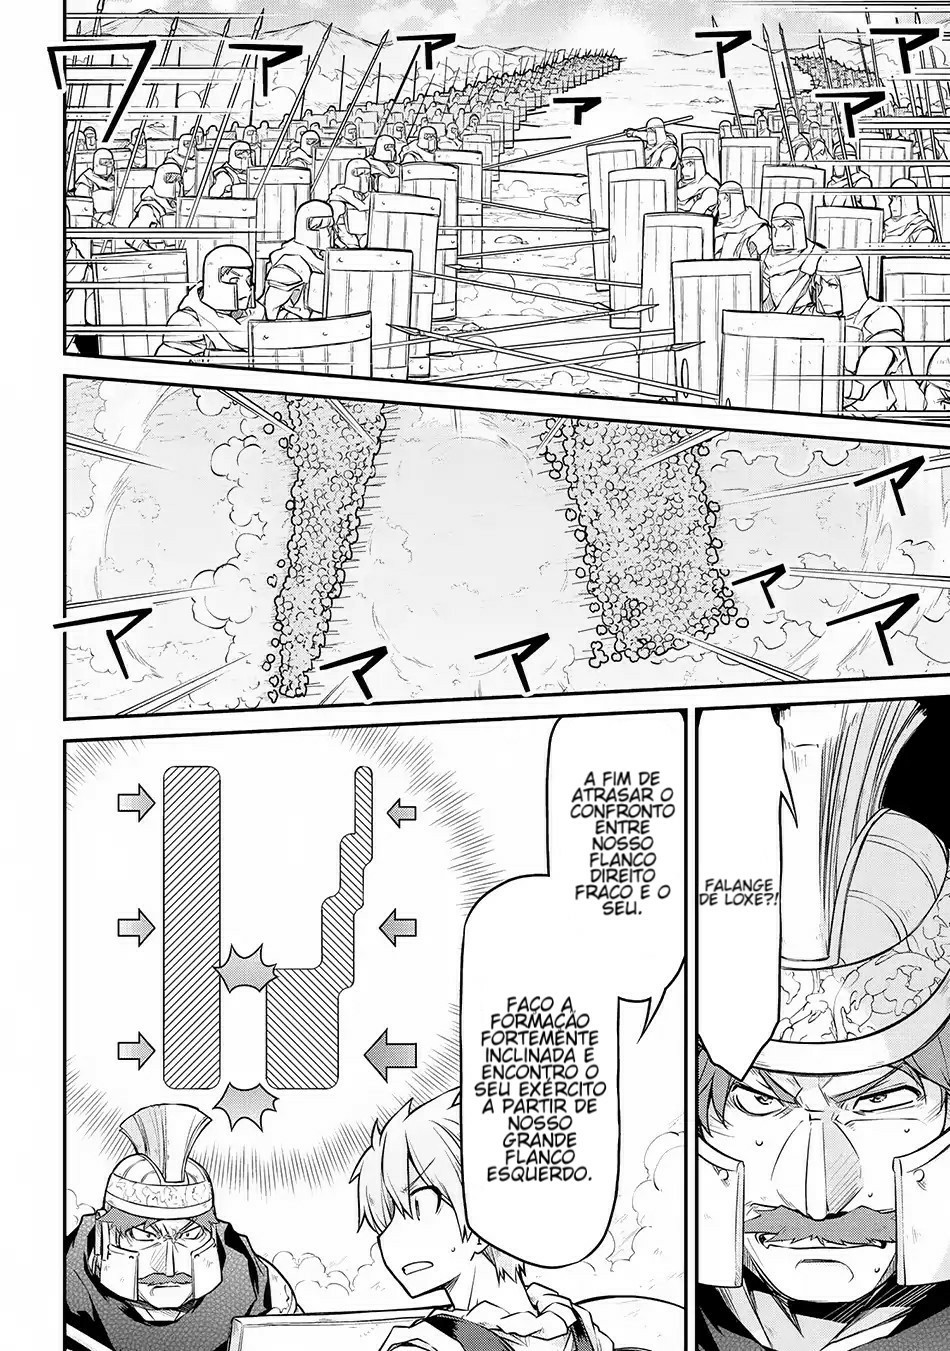 ワ
ア
ア
ア
ア
ア
ア
ア
ア
ア
ア
ア
ア
FALANGE
DE LOXE?!
A FIM DE
ATRASAR O
CONFRONTO
ENTRE
NOSSO
FLANCO
DIREITO
FRACO E O
SEU.
FAÇO A
FORMAÇÃO
FORTEMENTE
INCLINADA E
ENCONTRO O
SEU EXÉRCITO
A PARTIR DE
NOSSO
GRANDE
FLANCO
ESQUERDO.